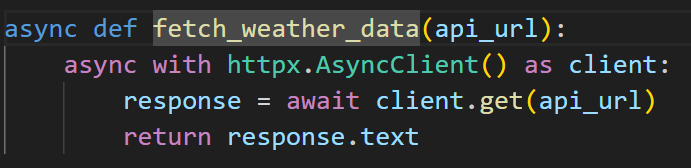 async def fetch_weather_data(api_url):
    async with httpx.AsyncClient() as client:
        response = await client.get(api_url)
        return response.text